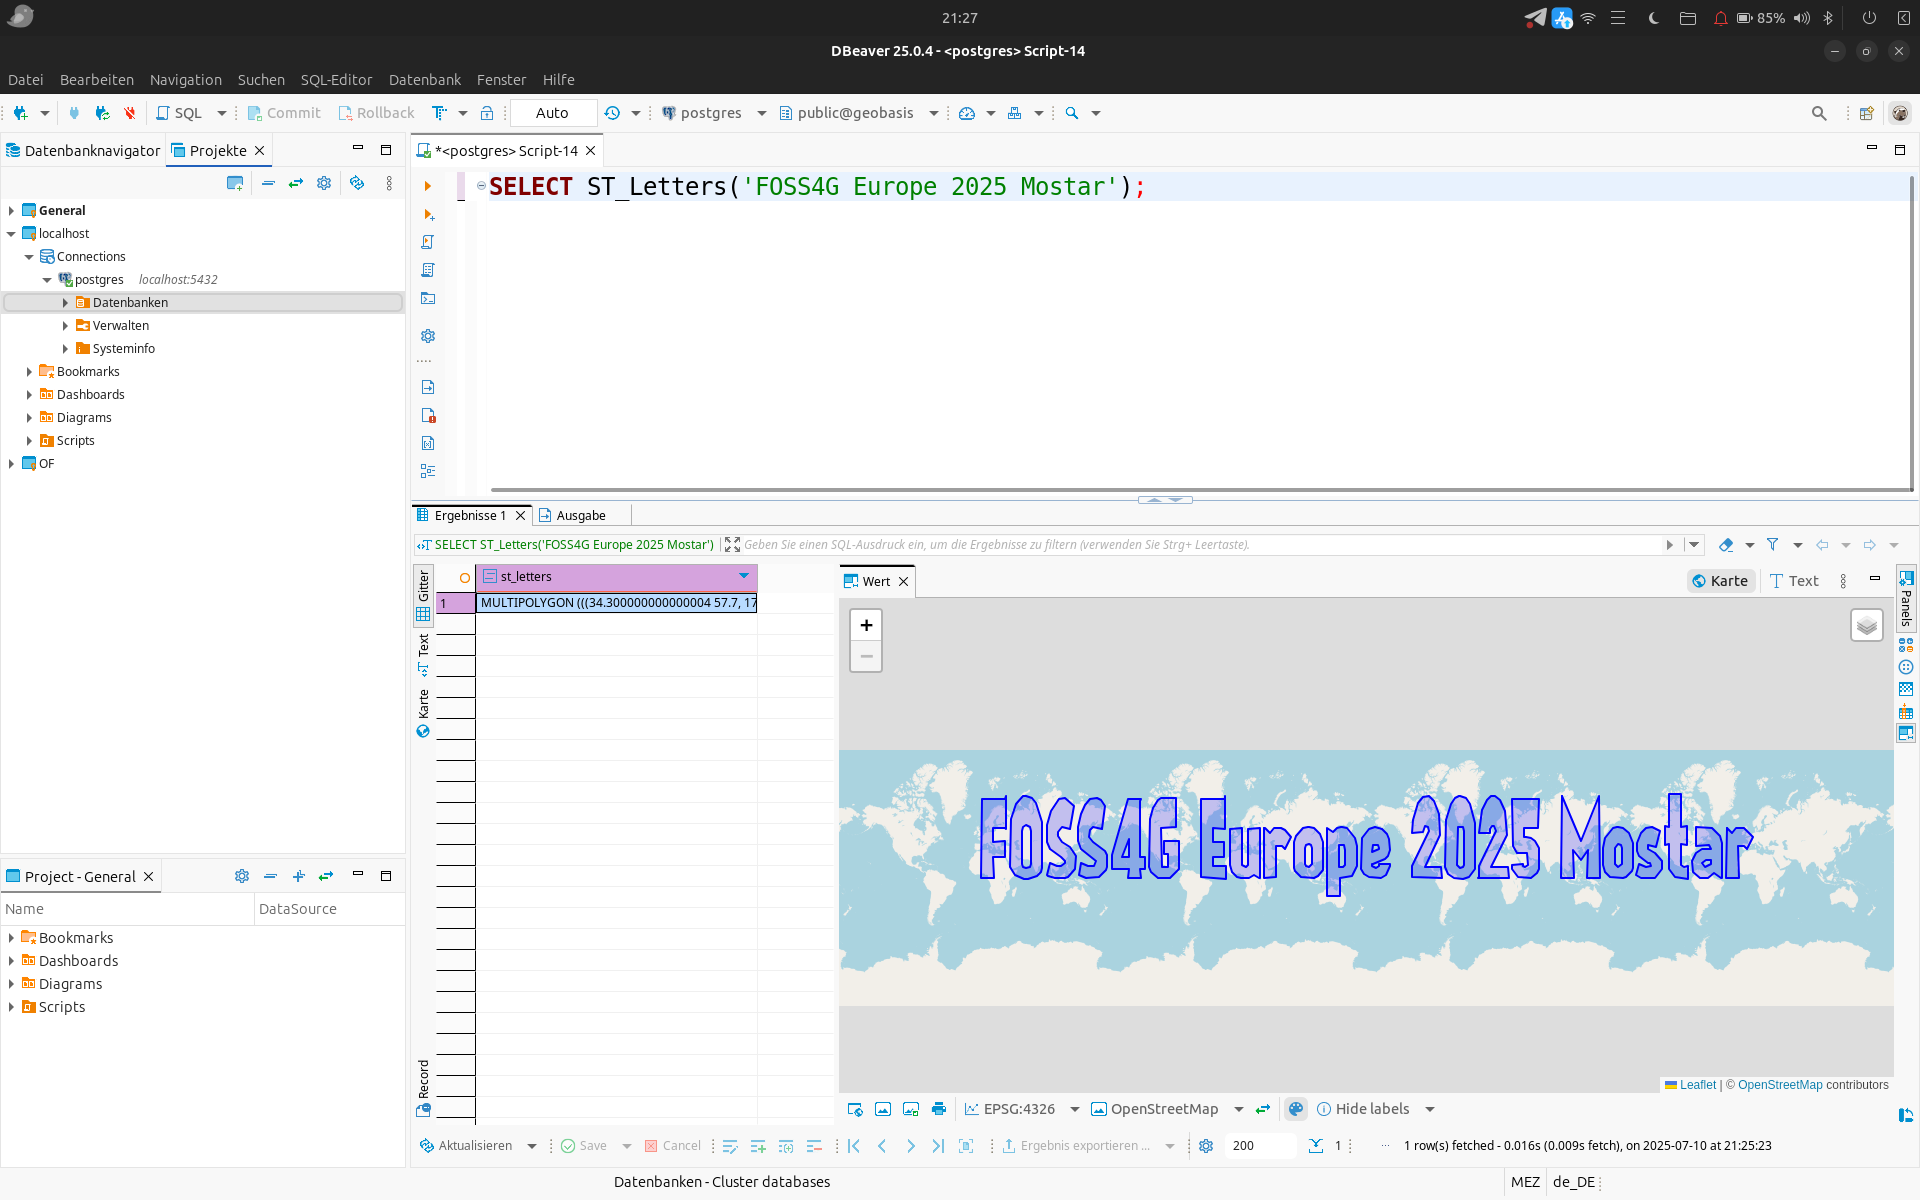 21:27
85%
DBeaver 25.0.4 - <postgres> Script-14
Datei Bearbeiten Navigation Suchen SQL-Editor Datenbank Fenster Hilfe
SQL Commit Rollback Auto postgres public@geobasis
Datenbanknavigator Projekte
*<postgres> Script-14
SELECT ST_Letters('FOSS4G Europe 2025 Mostar');
General
localhost
Connections
postgres localhost:5432
Datenbanken
Verwalten
Systeminfo
Bookmarks
Dashboards
Diagrams
Scripts
OF
Project - General
Name DataSource
Bookmarks
Dashboards
Diagrams
Scripts
Ergebnisse 1 Ausgabe
SELECT ST_Letters('FOSS4G Europe 2025 Mostar') Geben Sie einen SQL-Ausdruck ein, um die Ergebnisse zu filtern (verwenden Sie Strg+ Leertaste).
Gitter
Text
Karte
Record
st_letters
1 MULTIPOLYGON (((34.300000000000004 57.7, 17
Wert Karte Text
Panels
+
−
FOSS4G Europe 2025 Mostar
Leaflet | © OpenStreetMap contributors
EPSG:4326 OpenStreetMap Hide labels
Aktualisieren Save Cancel Ergebnis exportieren ... 200 1 ... 1 row(s) fetched - 0.016s (0.009s fetch), on 2025-07-10 at 21:25:23
Datenbanken - Cluster databases MEZ de_DE